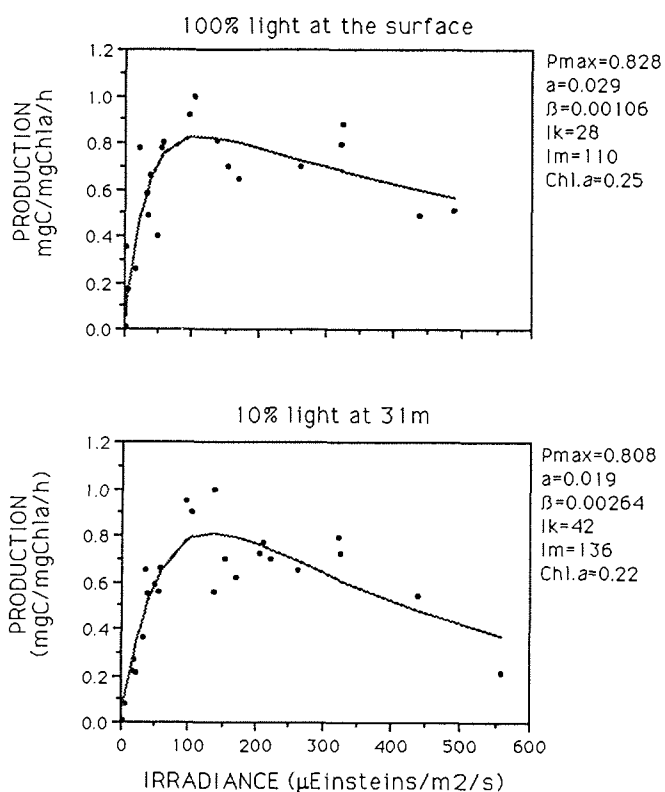 100% light at the surface
PRODUCTION
mgC/mgChla/h
1.2
1.0
0.8
0.6
0.4
0.2
0.0
Pmax=0.828
a=0.029
ß=0.00106
Ik=28
Im=110
Chl.a=0.25
10% light at 31m
PRODUCTION
(mgC/mgChla/h)
1.2
1.0
0.8
0.6
0.4
0.2
0.0
0 100 200 300 400 500 600
IRRADIANCE (µEinsteins/m2/s)
Pmax=0.808
a=0.019
ß=0.00264
Ik=42
Im=136
Chl.a=0.22